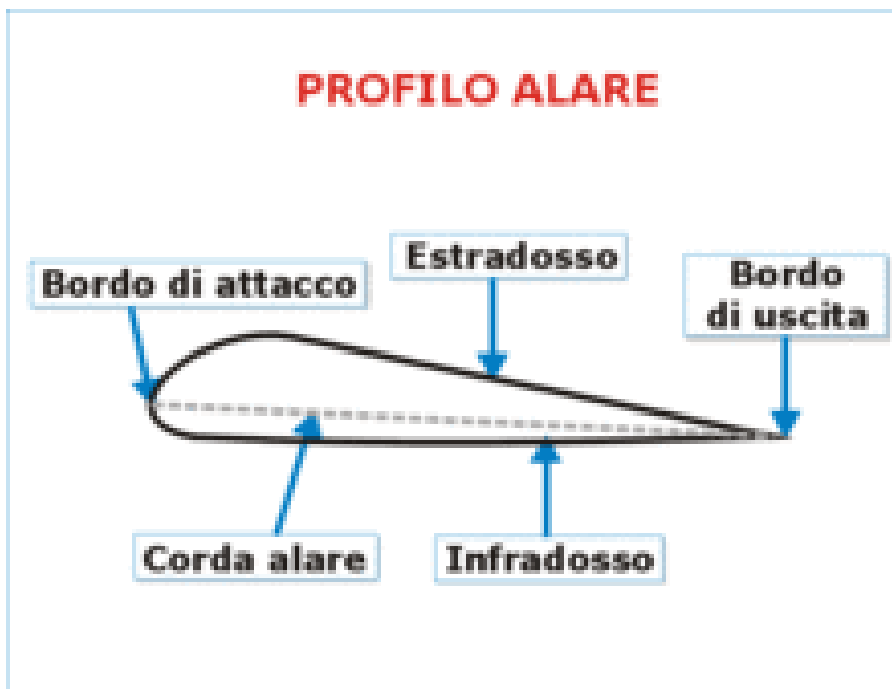 PROFILO ALARE
Estradosso
Bordo di attacco
Bordo
di uscita
Corda alare
Infradosso